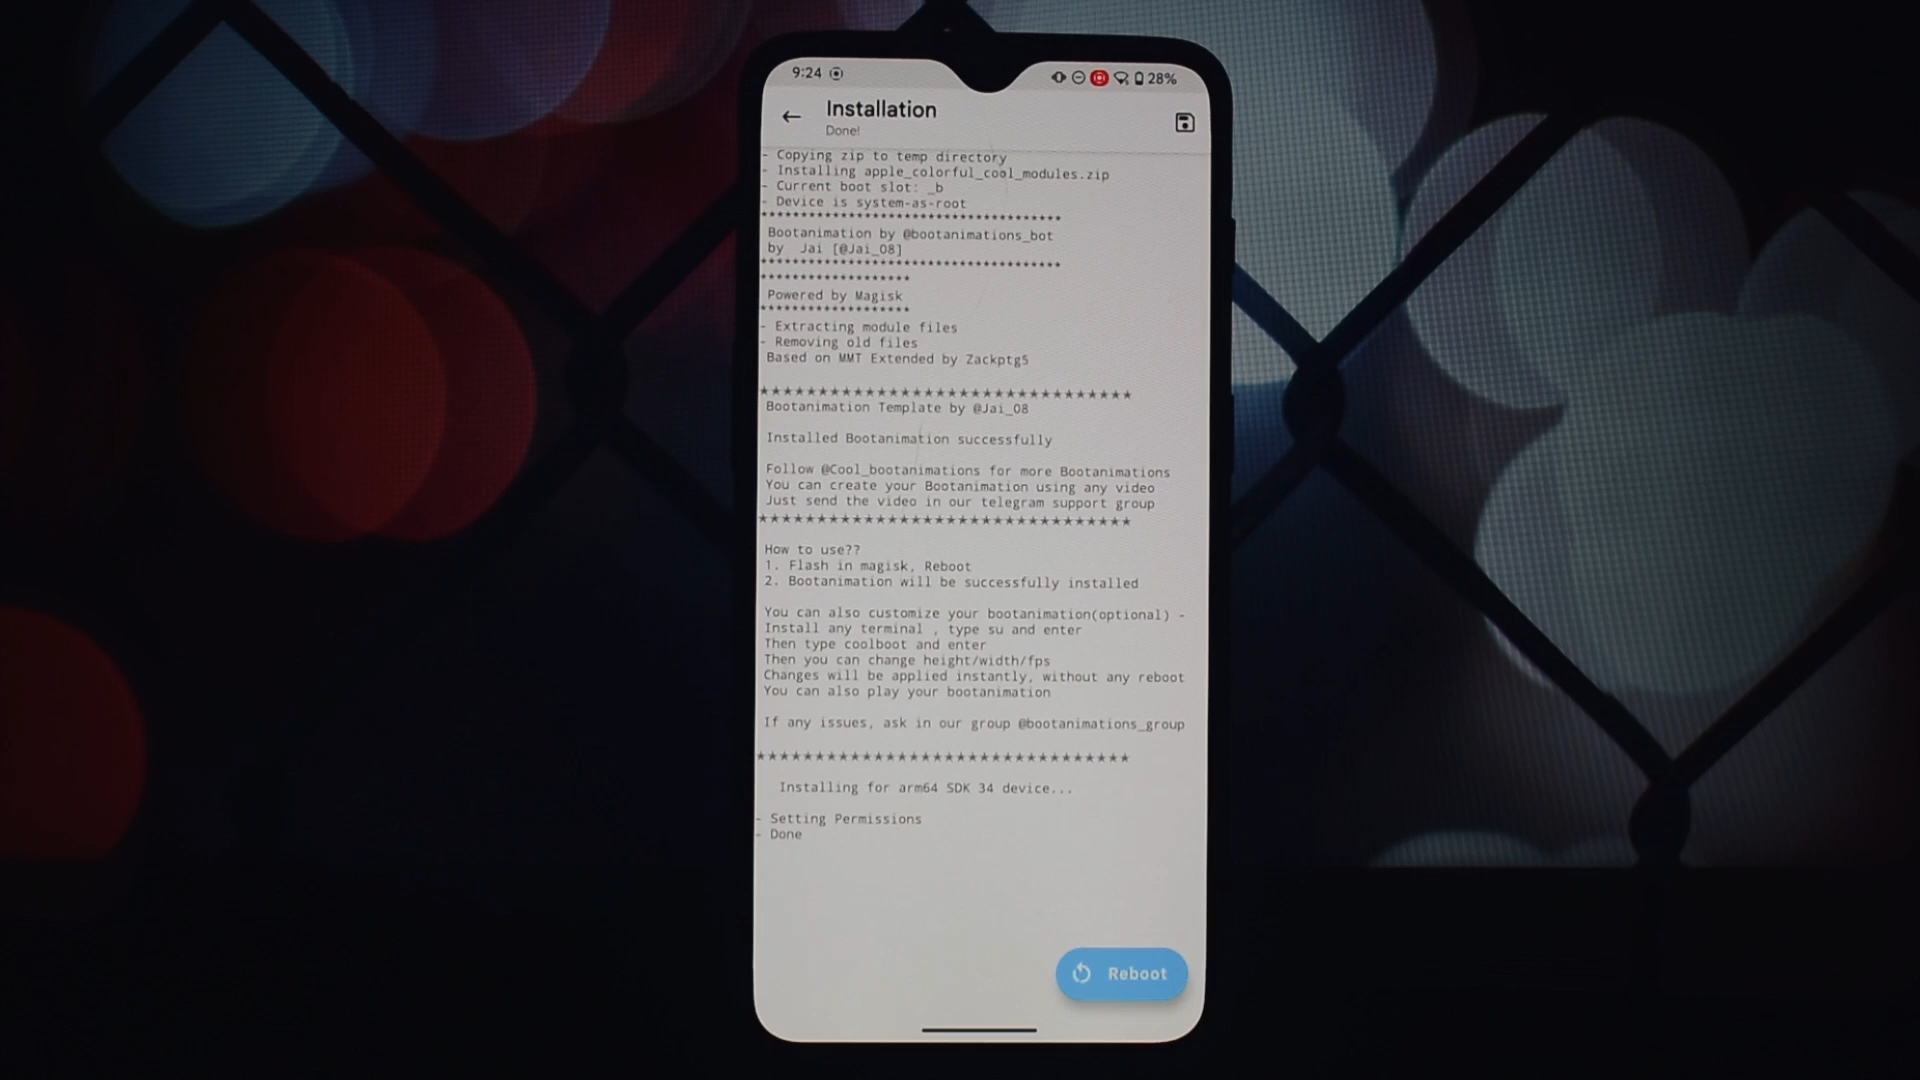 9:24 28%
Installation
Done!
- Copying zip to temp directory
- Installing apple_colorful_cool_modules.zip
- Current boot slot: _b
- Device is system-as-root
*************************************
Bootanimation by @bootanimations_bot
by  Jai [@Jai_08]
*************************************
*******************
Powered by Magisk
*******************
- Extracting module files
- Removing old files
Based on MMT Extended by Zackptg5
★★★★★★★★★★★★★★★★★★★★★★★★★★★★★★★
Bootanimation Template by @Jai_08
Installed Bootanimation successfully
Follow @Cool_bootanimations for more Bootanimations
You can create your Bootanimation using any video
Just send the video in our telegram support group
★★★★★★★★★★★★★★★★★★★★★★★★★★★★★★★
How to use??
1. Flash in magisk, Reboot
2. Bootanimation will be successfully installed
You can also customize your bootanimation(optional) -
Install any terminal , type su and enter
Then type coolboot and enter
Then you can change height/width/fps
Changes will be applied instantly, without any reboot
You can also play your bootanimation
If any issues, ask in our group @bootanimations_group
★★★★★★★★★★★★★★★★★★★★★★★★★★★★★★★
Installing for arm64 SDK 34 device...
- Setting Permissions
- Done
Reboot